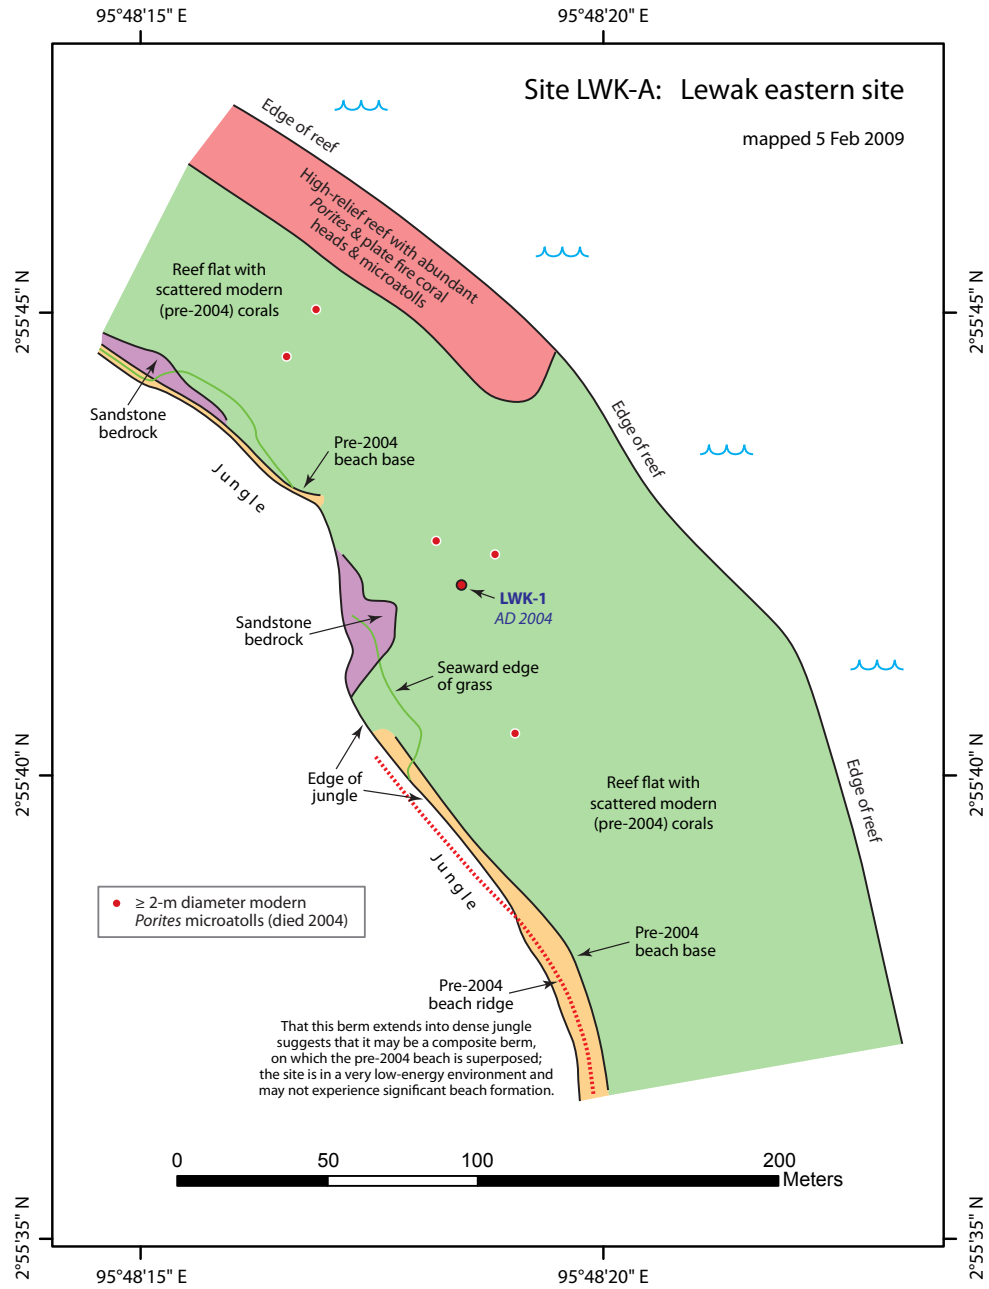 95°48'15" E
95°48'20" E
Site LWK-A:   Lewak eastern site
mapped 5 Feb 2009
Edge of reef
High-relief reef with abundant
Porites & plate fire coral
heads & microatolls
Reef flat with
scattered modern
(pre-2004) corals
2°55'45" N
2°55'45" N
Sandstone
bedrock
Edge of reef
Pre-2004
beach base
Jungle
LWK-1
AD 2004
Sandstone
bedrock
Seaward edge
of grass
2°55'40" N
2°55'40" N
Edge of
jungle
Reef flat with
scattered modern
(pre-2004) corals
Edge of reef
Jungle
≥ 2-m diameter modern
Porites microatolls (died 2004)
Pre-2004
beach base
Pre-2004
beach ridge
That this berm extends into dense jungle
suggests that it may be a composite berm,
on which the pre-2004 beach is superposed;
the site is in a very low-energy environment and
may not experience significant beach formation.
0
50
100
200
Meters
2°55'35" N
2°55'35" N
95°48'15" E
95°48'20" E